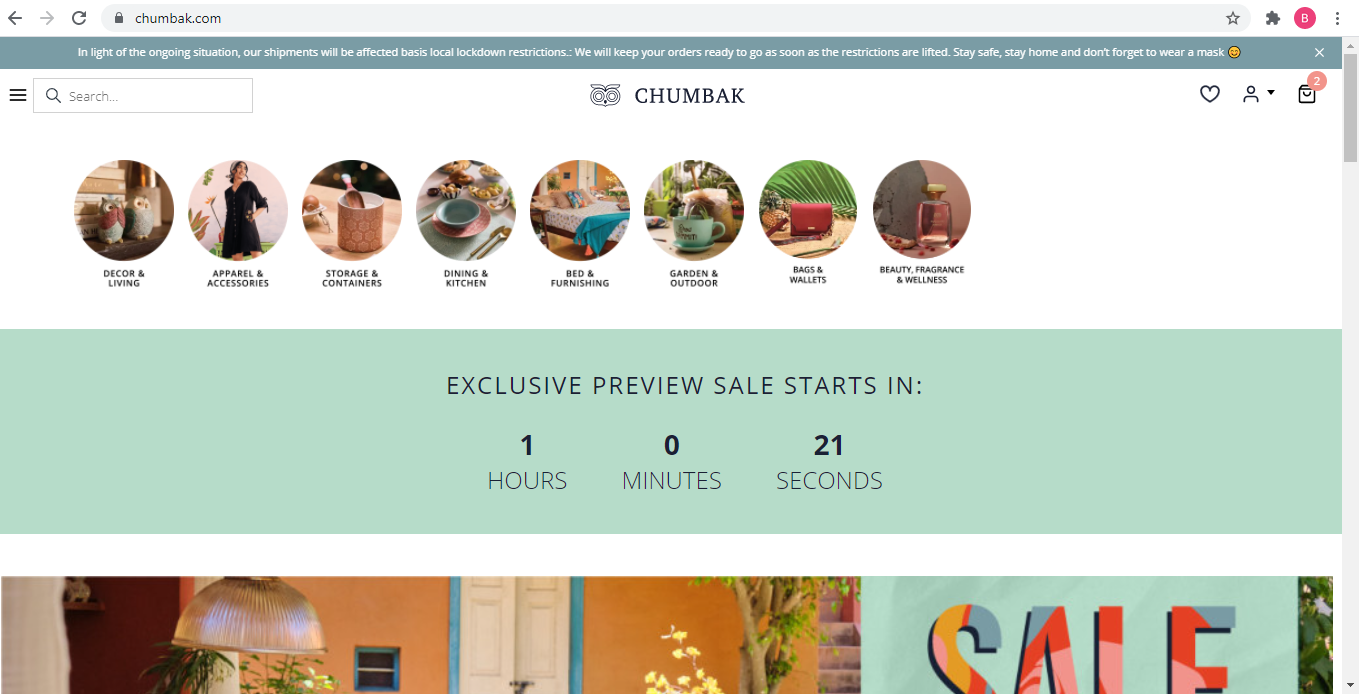 chumbak.com
B
In light of the ongoing situation, our shipments will be affected basis local lockdown restrictions.: We will keep your orders ready to go as soon as the restrictions are lifted. Stay safe, stay home and don't forget to wear a mask 😊
Search...
CHUMBAK
2
DECOR &
LIVING
APPAREL &
ACCESSORIES
STORAGE &
CONTAINERS
DINING &
KITCHEN
BED &
FURNISHING
GARDEN &
OUTDOOR
BAGS &
WALLETS
BEAUTY, FRAGRANCE
& WELLNESS
EXCLUSIVE PREVIEW SALE STARTS IN:
1 0 21
HOURS MINUTES SECONDS
SALE